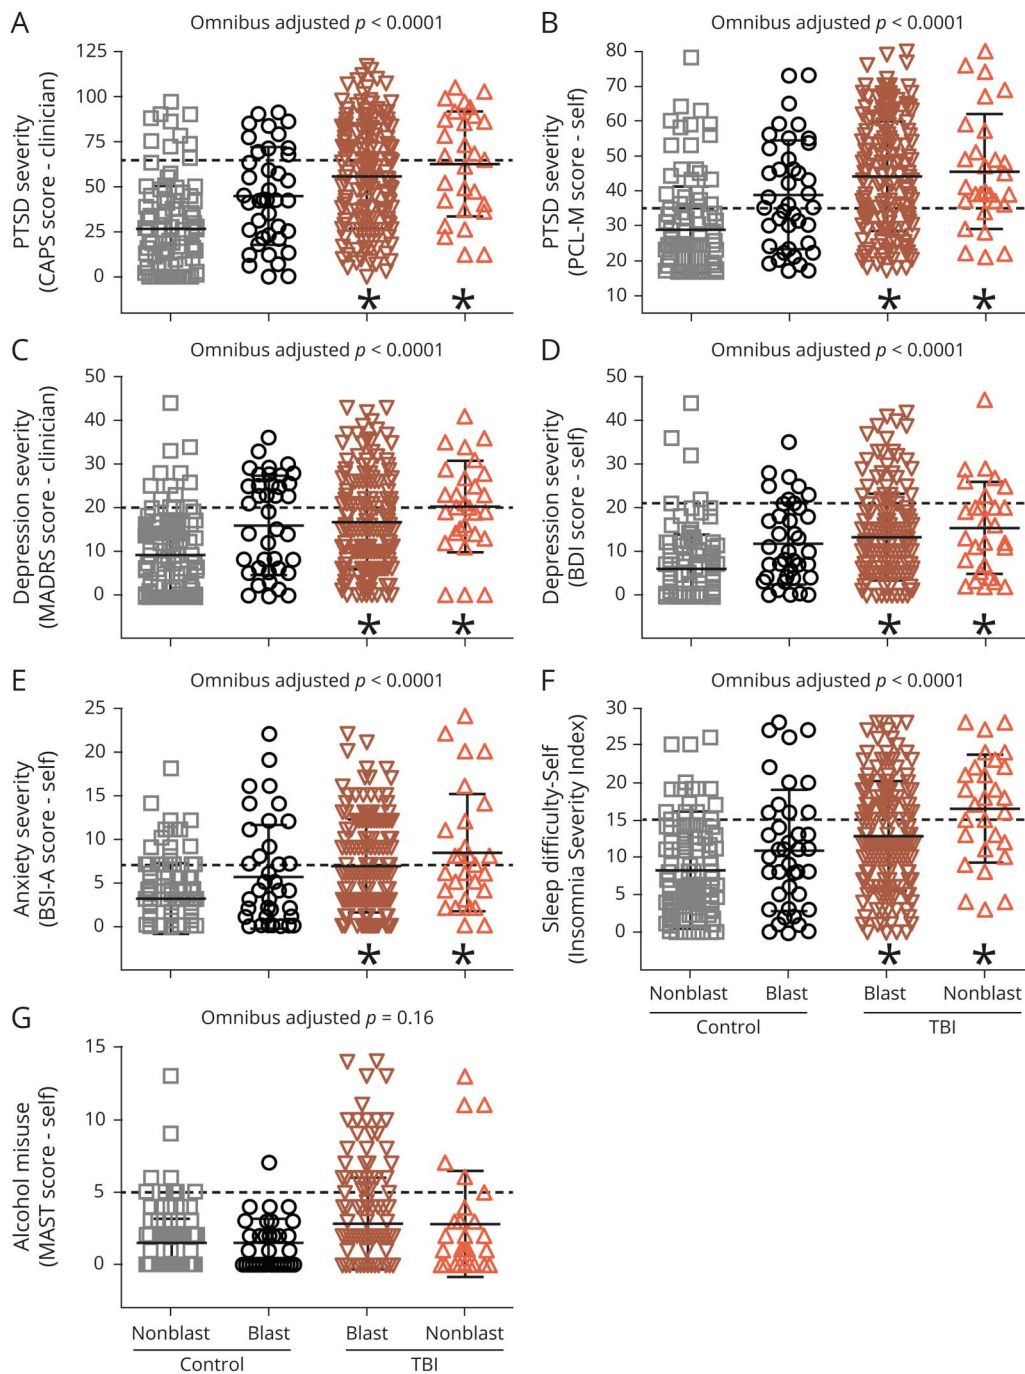 A
Omnibus adjusted p < 0.0001
PTSD severity
(CAPS score - clinician)
125
100
75
50
25
0
*
*
B
Omnibus adjusted p < 0.0001
PTSD severity
(PCL-M score - self)
80
70
60
50
40
30
20
10
*
*
C
Omnibus adjusted p < 0.0001
Depression severity
(MADRS score - clinician)
50
40
30
20
10
0
*
*
D
Omnibus adjusted p < 0.0001
Depression severity
(BDI score - self)
50
40
30
20
10
0
*
*
E
Omnibus adjusted p < 0.0001
Anxiety severity
(BSI-A score - self)
25
20
15
10
5
0
*
*
F
Omnibus adjusted p < 0.0001
Sleep difficulty-Self
(Insomnia Severity Index)
30
25
20
15
10
5
0
*
*
Nonblast Blast Blast Nonblast
Control TBI
G
Omnibus adjusted p = 0.16
Alcohol misuse
(MAST score - self)
15
10
5
0
Nonblast Blast Blast Nonblast
Control TBI